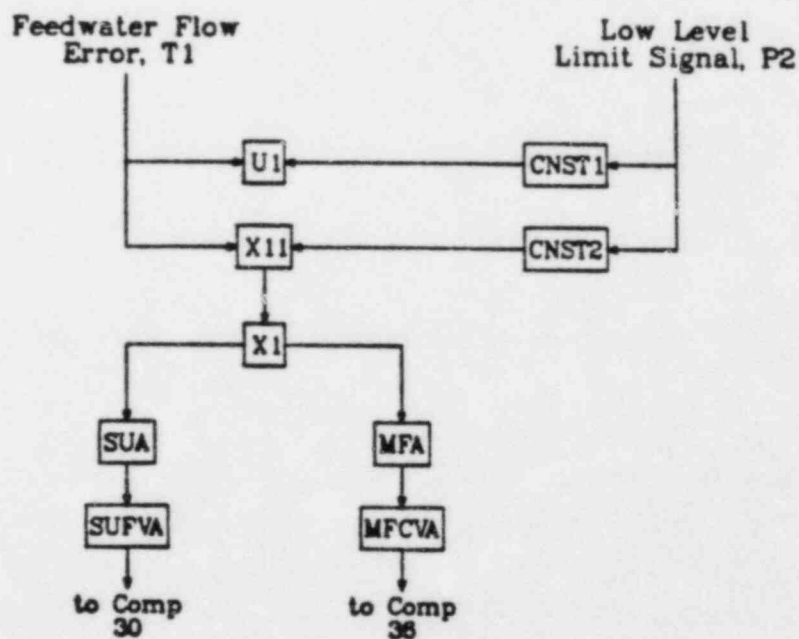 Feedwater Flow
Error, T1
Low Level
Limit Signal, P2
U1
CNST1
X11
CNST2
X1
SUA
MFA
SUFVA
MFCVA
to Comp
30
to Comp
36